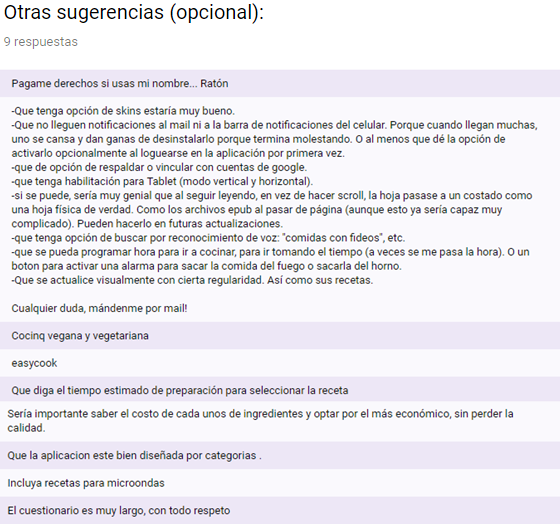 Otras sugerencias (opcional):
9 respuestas
Pagame derechos si usas mi nombre... Ratón
-Que tenga opción de skins estaría muy bueno.
-Que no lleguen notificaciones al mail ni a la barra de notificaciones del celular. Porque cuando llegan muchas,
uno se cansa y dan ganas de desinstalarlo porque termina molestando. O al menos que dé la opción de
activarlo opcionalmente al loguearse en la aplicación por primera vez.
-que de opción de respaldar o vincular con cuentas de google.
-que tenga habilitación para Tablet (modo vertical y horizontal).
-si se puede, sería muy genial que al seguir leyendo, en vez de hacer scroll, la hoja pasase a un costado como
una hoja física de verdad. Como los archivos epub al pasar de página (aunque esto ya sería capaz muy
complicado). Pueden hacerlo en futuras actualizaciones.
-que tenga opción de buscar por reconocimiento de voz: "comidas con fideos", etc.
-que se pueda programar hora para ir a cocinar, para ir tomando el tiempo (a veces se me pasa la hora). O un
boton para activar una alarma para sacar la comida del fuego o sacarla del horno.
-Que se actualice visualmente con cierta regularidad. Así como sus recetas.
Cualquier duda, mándenme por mail!
Cocinq vegana y vegetariana
easycook
Que diga el tiempo estimado de preparación para seleccionar la receta
Sería importante saber el costo de cada unos de ingredientes y optar por el más económico, sin perder la
calidad.
Que la aplicacion este bien diseñada por categorias .
Incluya recetas para microondas
El cuestionario es muy largo, con todo respeto